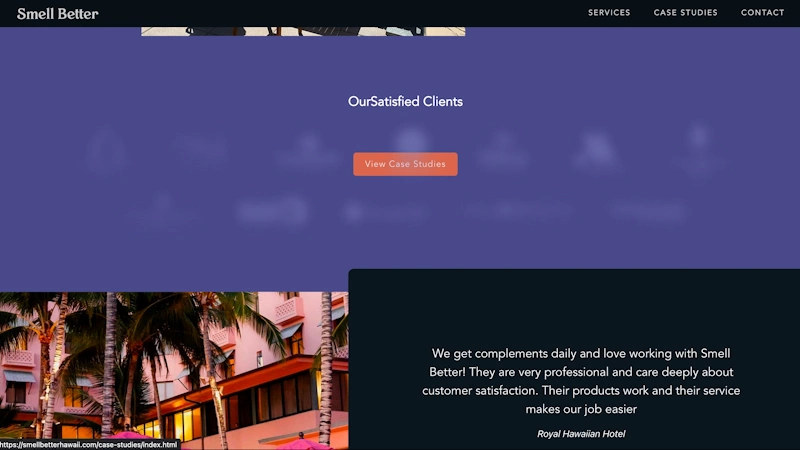 Smell Better
SERVICES
CASE STUDIES
CONTACT
OurSatisfied Clients
View Case Studies
We get complements daily and love working with Smell
Better! They are very professional and care deeply about
customer satisfaction. Their products work and their service
makes our job easier
Royal Hawaiian Hotel
https://smellbetterhawaii.com/case-studies/index.html